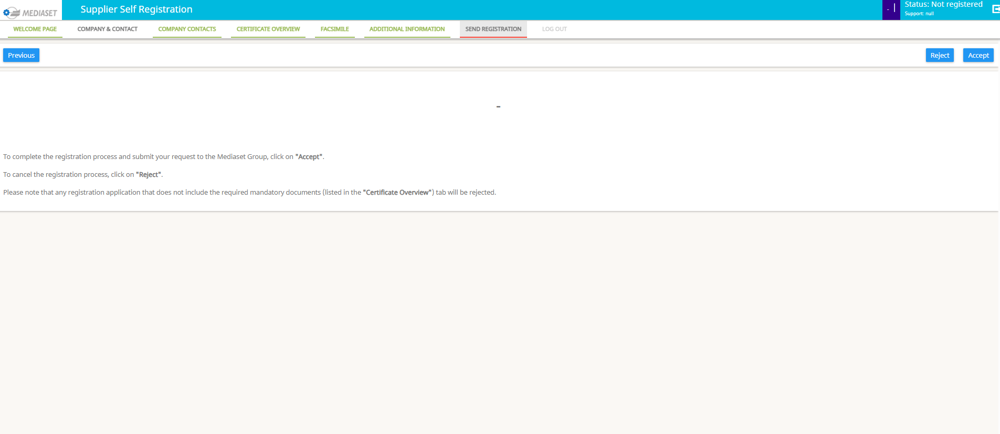 MEDIASET
Supplier Self Registration
- |
Status: Not registered
Support: null
WELCOME PAGE
COMPANY & CONTACT
COMPANY CONTACTS
CERTIFICATE OVERVIEW
FACSIMILE
ADDITIONAL INFORMATION
SEND REGISTRATION
LOG OUT
Previous
Reject
Accept
-
To complete the registration process and submit your request to the Mediaset Group, click on "Accept".
To cancel the registration process, click on "Reject".
Please note that any registration application that does not include the required mandatory documents (listed in the "Certificate Overview") tab will be rejected.